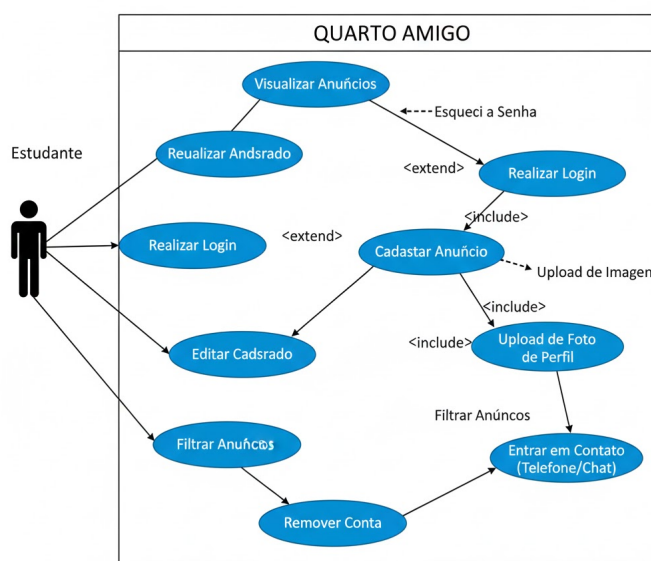 QUARTO AMIGO
Visualizar Anuńcios
Esqueci a Senha
Estudante
Reualizar Andsrado
<extend>
Realizar Login
<include>
Realizar Login
<extend>
Cadastar Anuńcio
Upload de Imagen
<include>
<include>
Upload de Foto
de Perfil
Editar Cadsrado
Filtrar Anúncos
Filtrar Anuńcos
Entrar em Contato
(Telefone/Chat)
Remover Conta